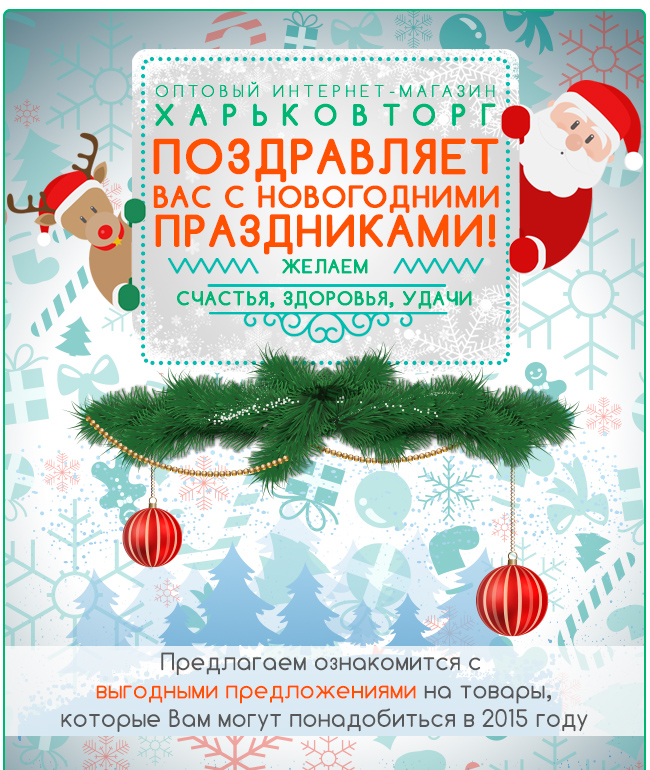 ОПТОВЫЙ ИНТЕРНЕТ-МАГАЗИН
ХАРЬКОВТОРГ
ПОЗДРАВЛЯЕТ
ВАС С НОВОГОДНИМИ
ПРАЗДНИКАМИ!
ЖЕЛАЕМ
СЧАСТЬЯ, ЗДОРОВЬЯ, УДАЧИ
Предлагаем ознакомится с
выгодными предложениями на товары,
которые Вам могут понадобиться в 2015 году